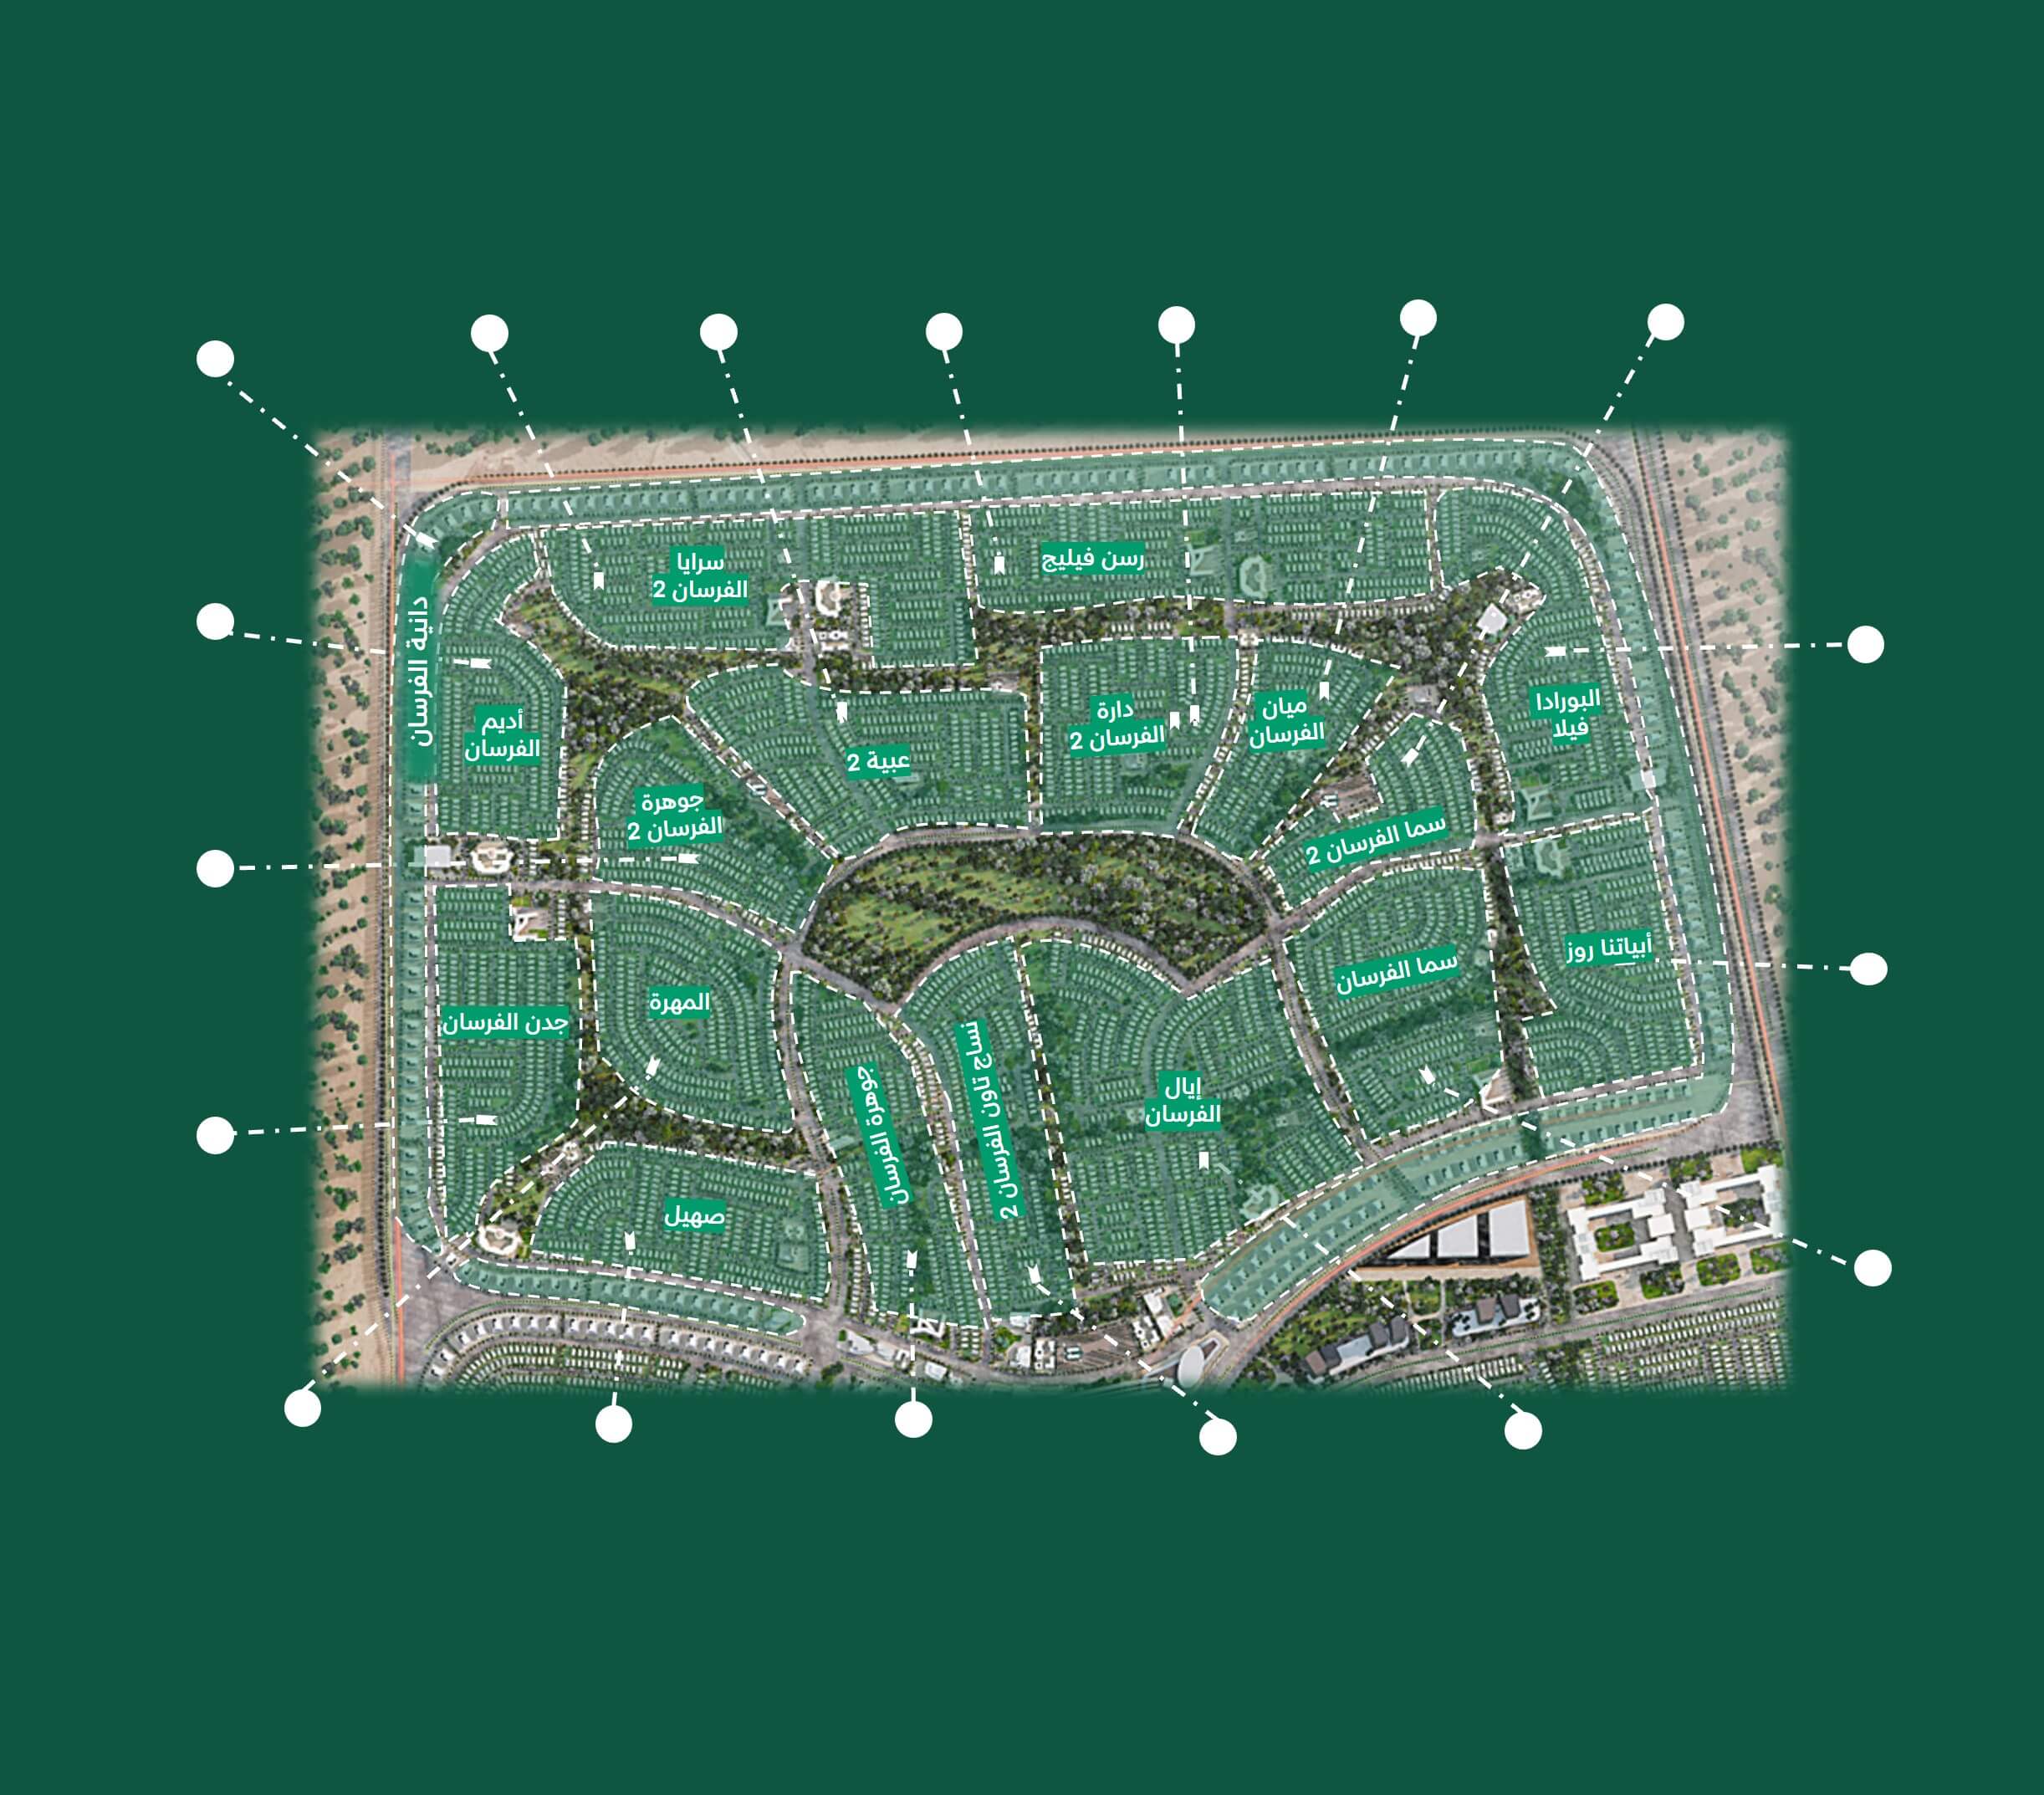 رسن فيليج
سرايا
الفرسان 2
دانية الفرسان
البورادا
فيلا
ميان
الفرسان
دارة
الفرسان 2
أديم
الفرسان
عبية 2
جوهرة
الفرسان 2
سما الفرسان 2
أبياتنا روز
سما الفرسان
المهرة
جدن الفرسان
إيال
الفرسان
نساج تاون الفرسان 2
جوهرة الفرسان
صهيل